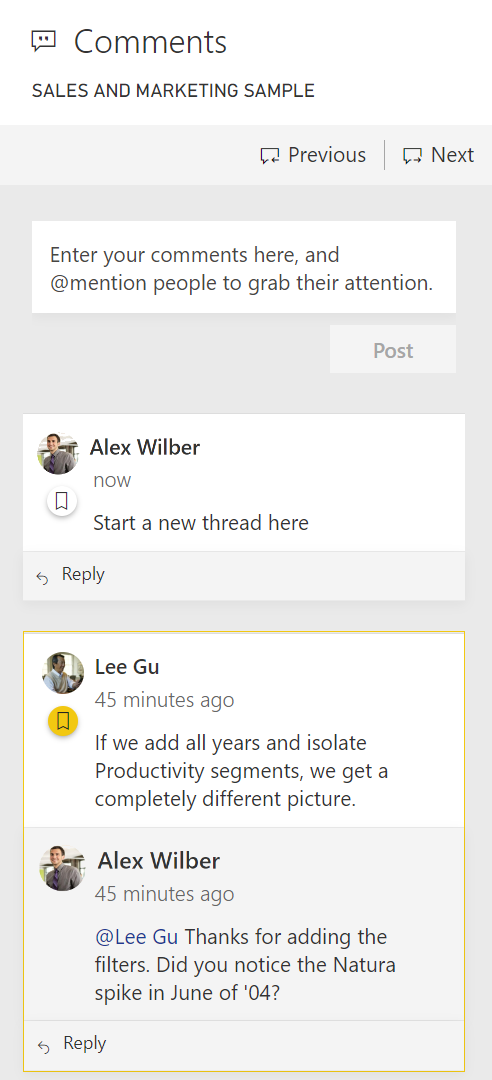 Comments
SALES AND MARKETING SAMPLE
Previous
Next
Enter your comments here, and
@mention people to grab their attention.
Post
Alex Wilber
now
Start a new thread here
Reply
Lee Gu
45 minutes ago
If we add all years and isolate
Productivity segments, we get a
completely different picture.
Alex Wilber
45 minutes ago
@Lee Gu Thanks for adding the
filters. Did you notice the Natura
spike in June of '04?
Reply